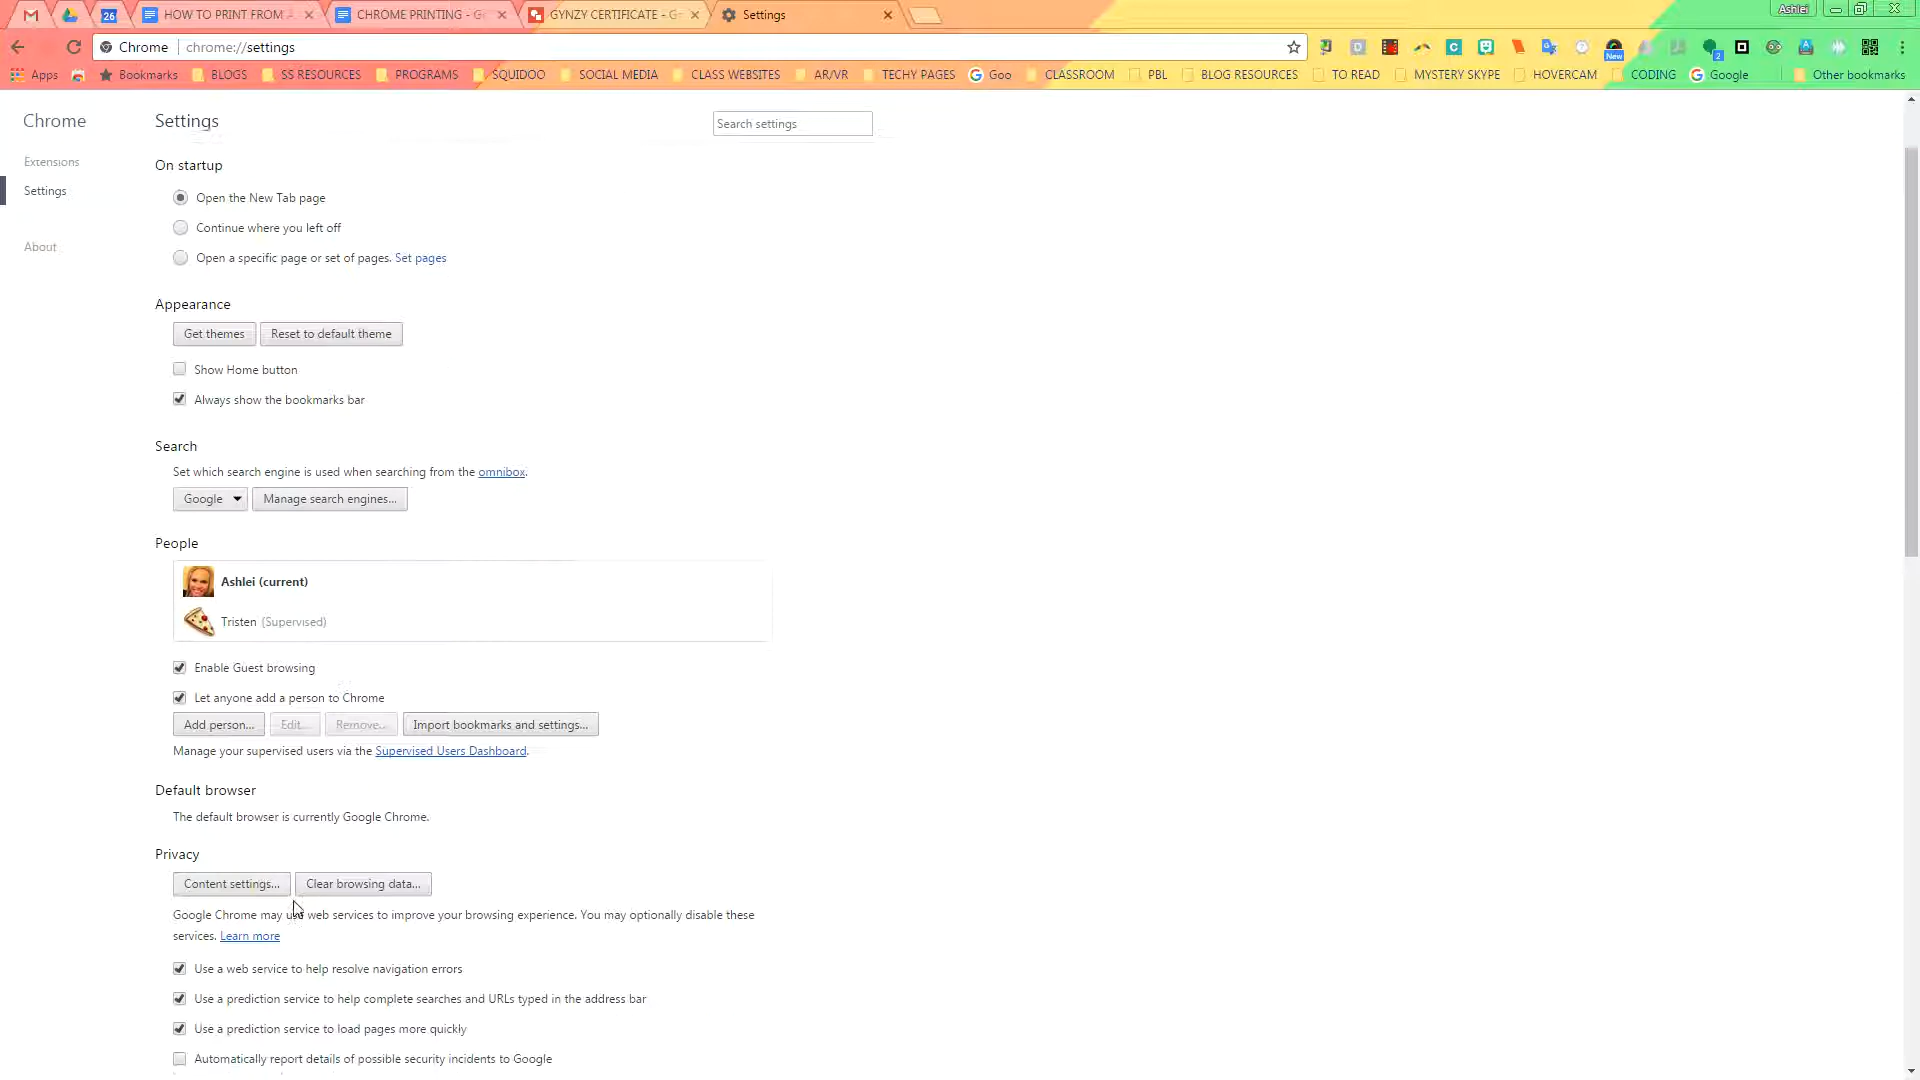 26
HOW TO PRINT FROM
CHROME PRINTING - G
GYNZY CERTIFICATE - G
Settings
Ashlei
Chrome
chrome://settings
New
2
Apps
Bookmarks
BLOGS
SS RESOURCES
PROGRAMS
SQUIDOO
SOCIAL MEDIA
CLASS WEBSITES
AR/VR
TECHY PAGES
Goo
CLASSROOM
PBL
BLOG RESOURCES
TO READ
MYSTERY SKYPE
HOVERCAM
CODING
Google
Other bookmarks
Chrome
Settings
Search settings
Extensions
Settings
About
On startup
Open the New Tab page
Continue where you left off
Open a specific page or set of pages. Set pages
Appearance
Get themes
Reset to default theme
Show Home button
Always show the bookmarks bar
Search
Set which search engine is used when searching from the omnibox.
Google
Manage search engines...
People
Ashlei (current)
Tristen (Supervised)
Enable Guest browsing
Let anyone add a person to Chrome
Add person...
Edit...
Remove...
Import bookmarks and settings...
Manage your supervised users via the Supervised Users Dashboard.
Default browser
The default browser is currently Google Chrome.
Privacy
Content settings...
Clear browsing data...
Google Chrome may use web services to improve your browsing experience. You may optionally disable these
services. Learn more
Use a web service to help resolve navigation errors
Use a prediction service to help complete searches and URLs typed in the address bar
Use a prediction service to load pages more quickly
Automatically report details of possible security incidents to Google